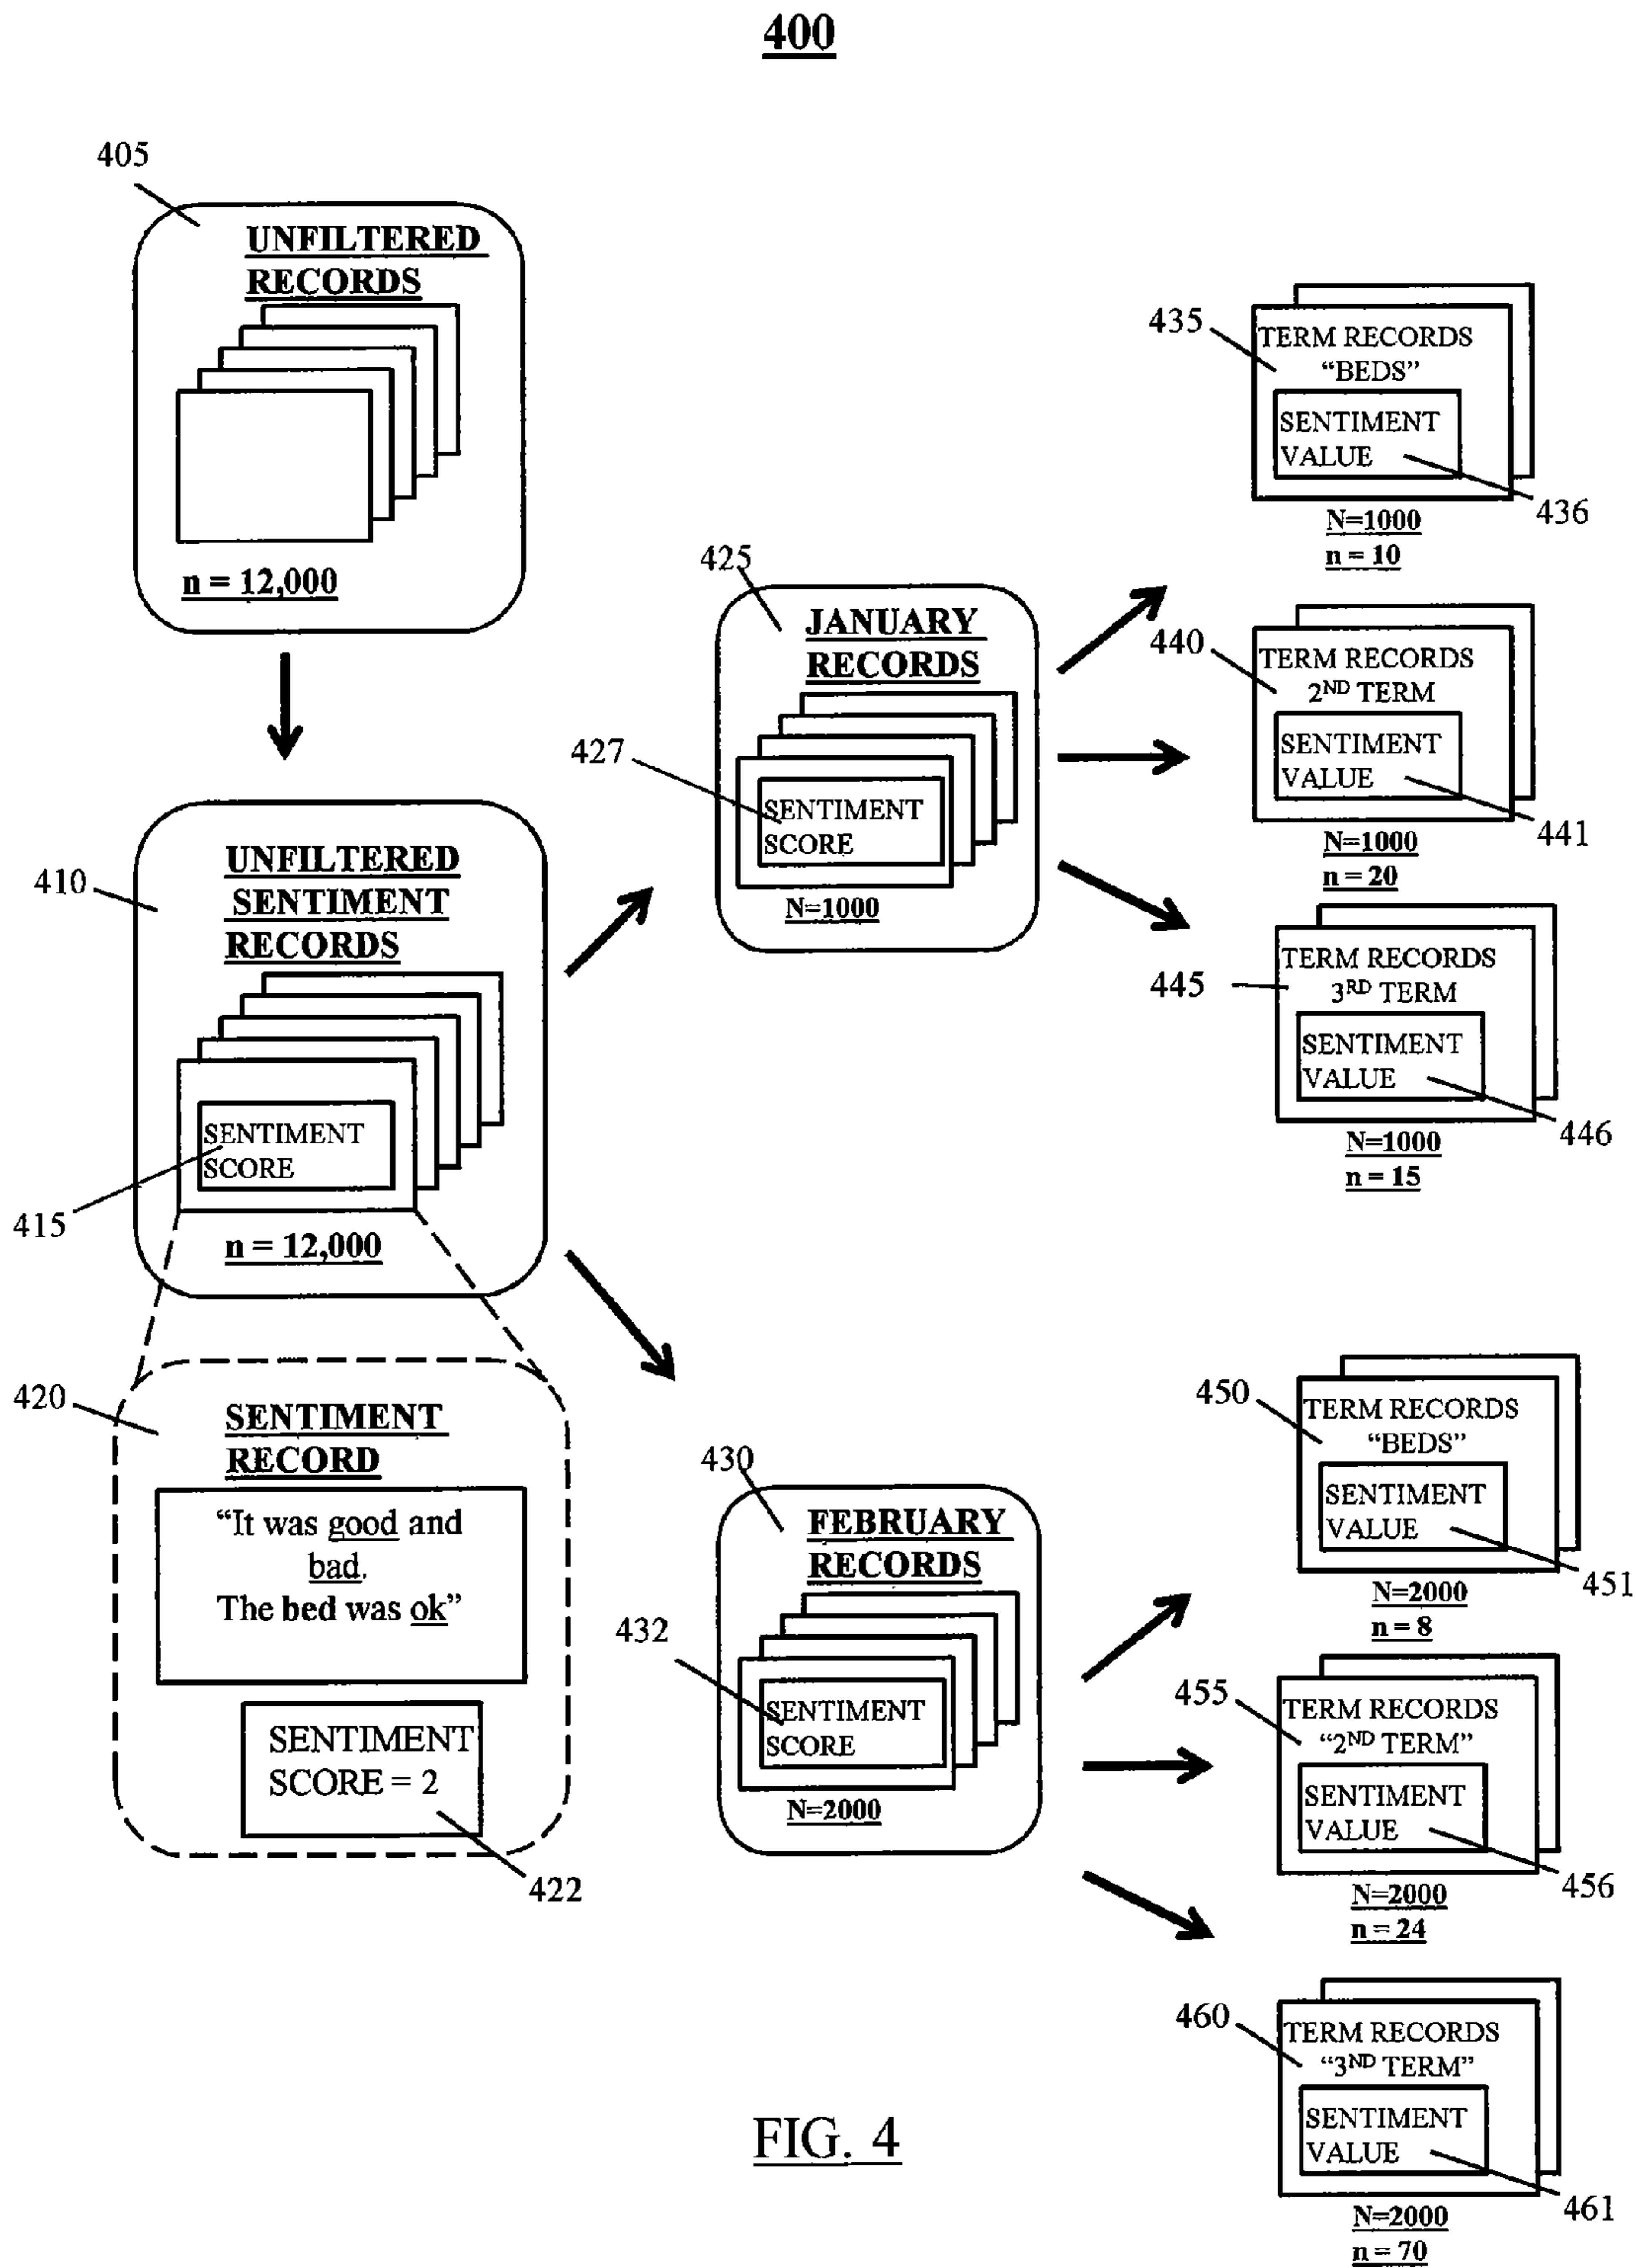 400
405
UNFILTERED
RECORDS
n = 12,000
410
UNFILTERED
SENTIMENT
RECORDS
SENTIMENT
SCORE
415
n = 12,000
420
SENTIMENT
RECORD
“It was good and
bad.
The bed was ok”
SENTIMENT
SCORE = 2
422
425
JANUARY
RECORDS
427
SENTIMENT
SCORE
N=1000
430
FEBRUARY
RECORDS
432
SENTIMENT
SCORE
N=2000
435
TERM RECORDS
“BEDS”
SENTIMENT
VALUE
436
N=1000
n = 10
440
TERM RECORDS
2ND TERM
SENTIMENT
VALUE
441
N=1000
n = 20
445
TERM RECORDS
3RD TERM
SENTIMENT
VALUE
446
N=1000
n = 15
450
TERM RECORDS
“BEDS”
SENTIMENT
VALUE
451
N=2000
n = 8
455
TERM RECORDS
“2ND TERM”
SENTIMENT
VALUE
456
N=2000
n = 24
460
TERM RECORDS
“3ND TERM”
SENTIMENT
VALUE
461
N=2000
n = 70
FIG. 4